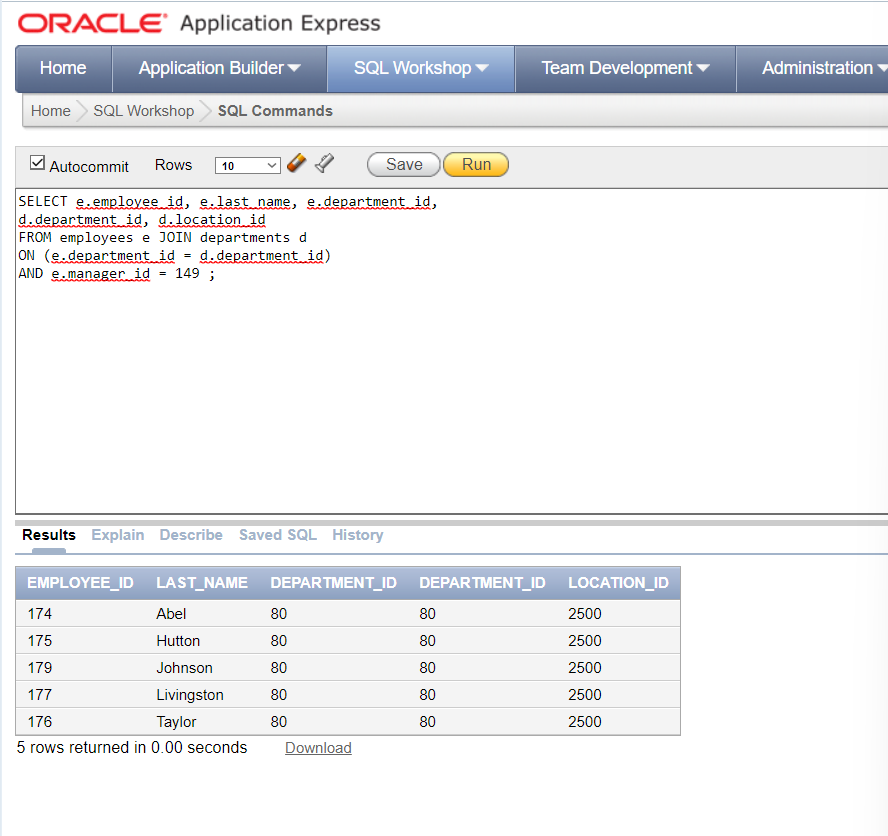 ORACLE® Application Express
Home Application Builder SQL Workshop Team Development Administration
Home SQL Workshop SQL Commands
Autocommit Rows 10 Save Run
SELECT e.employee_id, e.last_name, e.department_id,
d.department_id, d.location_id
FROM employees e JOIN departments d
ON (e.department_id = d.department_id)
AND e.manager_id = 149 ;
Results Explain Describe Saved SQL History
EMPLOYEE_ID LAST_NAME DEPARTMENT_ID DEPARTMENT_ID LOCATION_ID
174 Abel 80 80 2500
175 Hutton 80 80 2500
179 Johnson 80 80 2500
177 Livingston 80 80 2500
176 Taylor 80 80 2500
5 rows returned in 0.00 seconds Download